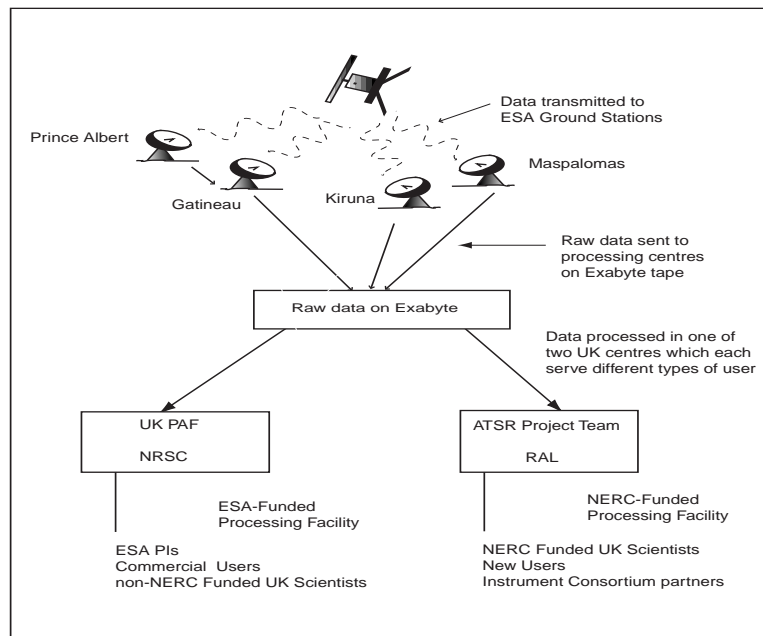 Data transmitted to
ESA Ground Stations
Prince Albert
Maspalomas
Gatineau
Kiruna
Raw data sent to
processing centres
on Exabyte tape
Raw data on Exabyte
Data processed in one of
two UK centres which each
serve different types of user
UK PAF
NRSC
ATSR Project Team
RAL
ESA-Funded
Processing Facility
NERC-Funded
Processing Facility
ESA PIs
Commercial Users
non-NERC Funded UK Scientists
NERC Funded UK Scientists
New Users
Instrument Consortium partners